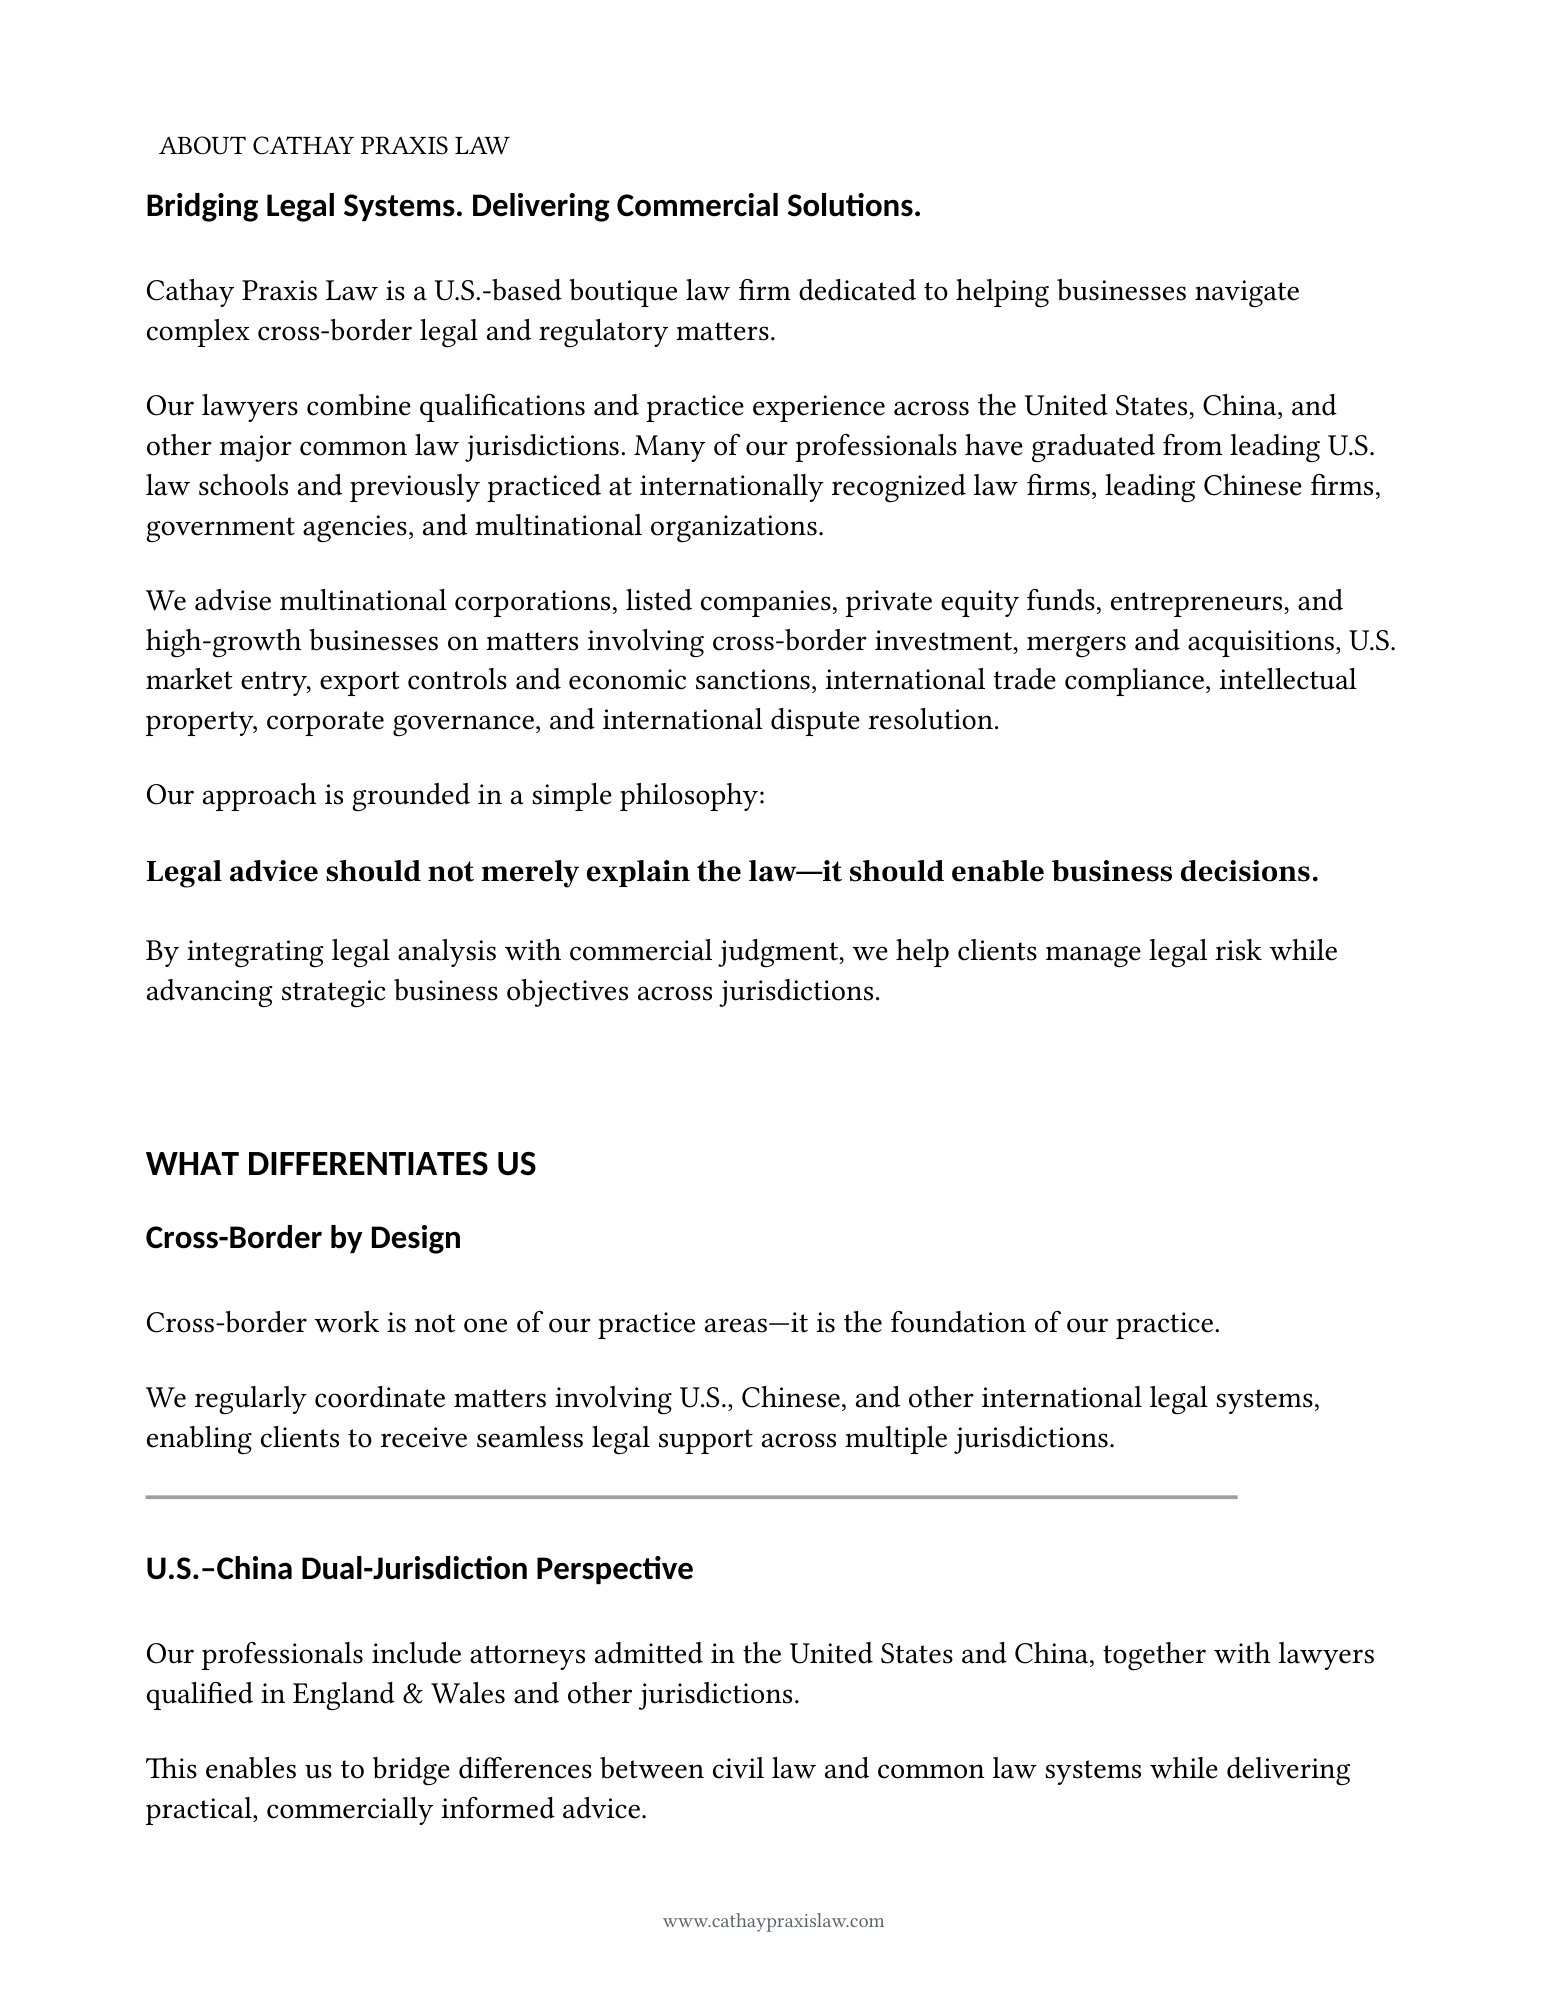 ABOUT CATHAY PRAXIS LAW
Bridging Legal Systems. Delivering Commercial Solutions.
Cathay Praxis Law is a U.S.-based boutique law firm dedicated to helping businesses navigate
complex cross-border legal and regulatory matters.
Our lawyers combine qualifications and practice experience across the United States, China, and
other major common law jurisdictions. Many of our professionals have graduated from leading U.S.
law schools and previously practiced at internationally recognized law firms, leading Chinese firms,
government agencies, and multinational organizations.
We advise multinational corporations, listed companies, private equity funds, entrepreneurs, and
high-growth businesses on matters involving cross-border investment, mergers and acquisitions, U.S.
market entry, export controls and economic sanctions, international trade compliance, intellectual
property, corporate governance, and international dispute resolution.
Our approach is grounded in a simple philosophy:
Legal advice should not merely explain the law—it should enable business decisions.
By integrating legal analysis with commercial judgment, we help clients manage legal risk while
advancing strategic business objectives across jurisdictions.
WHAT DIFFERENTIATES US
Cross-Border by Design
Cross-border work is not one of our practice areas—it is the foundation of our practice.
We regularly coordinate matters involving U.S., Chinese, and other international legal systems,
enabling clients to receive seamless legal support across multiple jurisdictions.
U.S.–China Dual-Jurisdiction Perspective
Our professionals include attorneys admitted in the United States and China, together with lawyers
qualified in England & Wales and other jurisdictions.
This enables us to bridge differences between civil law and common law systems while delivering
practical, commercially informed advice.
www.cathaypraxislaw.com